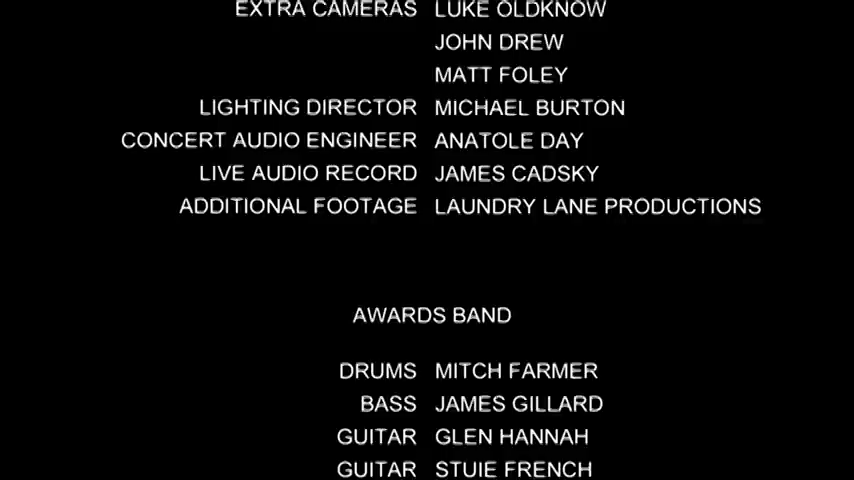 EXTRA CAMERAS LUKE OLDKNOW
JOHN DREW
MATT FOLEY
LIGHTING DIRECTOR MICHAEL BURTON
CONCERT AUDIO ENGINEER ANATOLE DAY
LIVE AUDIO RECORD JAMES CADSKY
ADDITIONAL FOOTAGE LAUNDRY LANE PRODUCTIONS
AWARDS BAND
DRUMS MITCH FARMER
BASS JAMES GILLARD
GUITAR GLEN HANNAH
GUITAR STUIE FRENCH